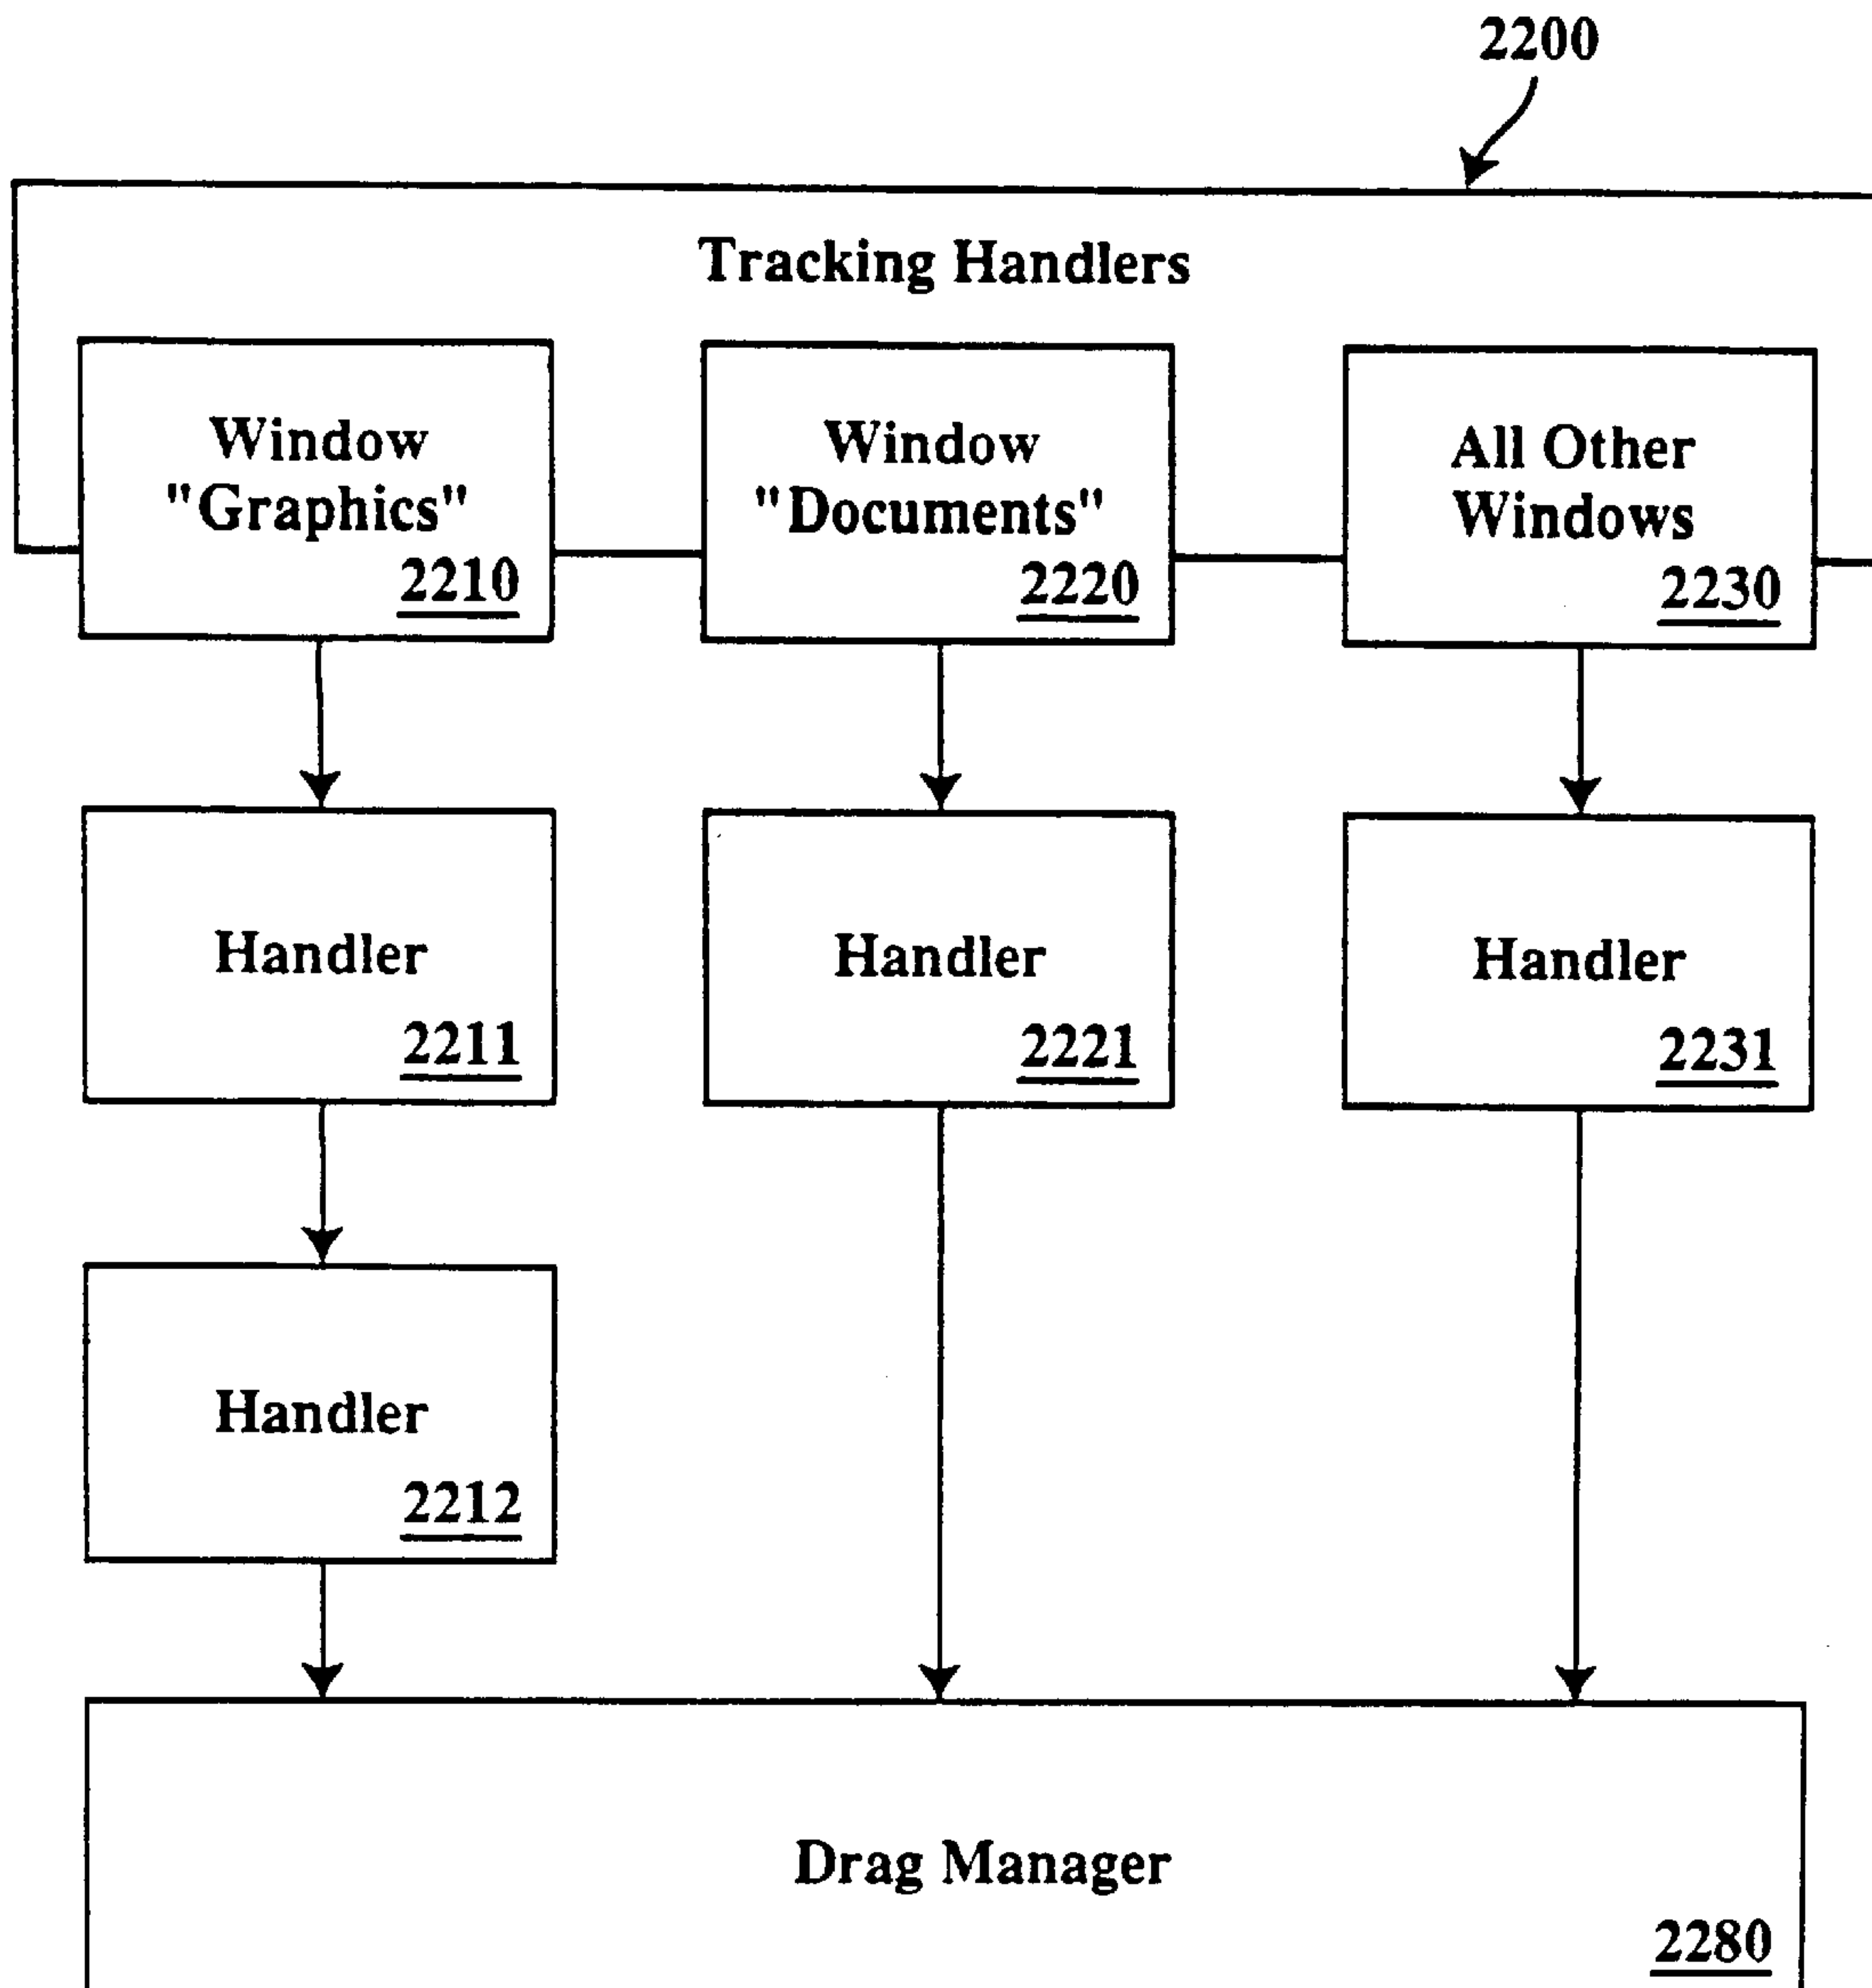 2200
Tracking Handlers
Window
"Graphics"
2210
Window
"Documents"
2220
All Other
Windows
2230
Handler
2211
Handler
2221
Handler
2231
Handler
2212
Drag Manager
2280